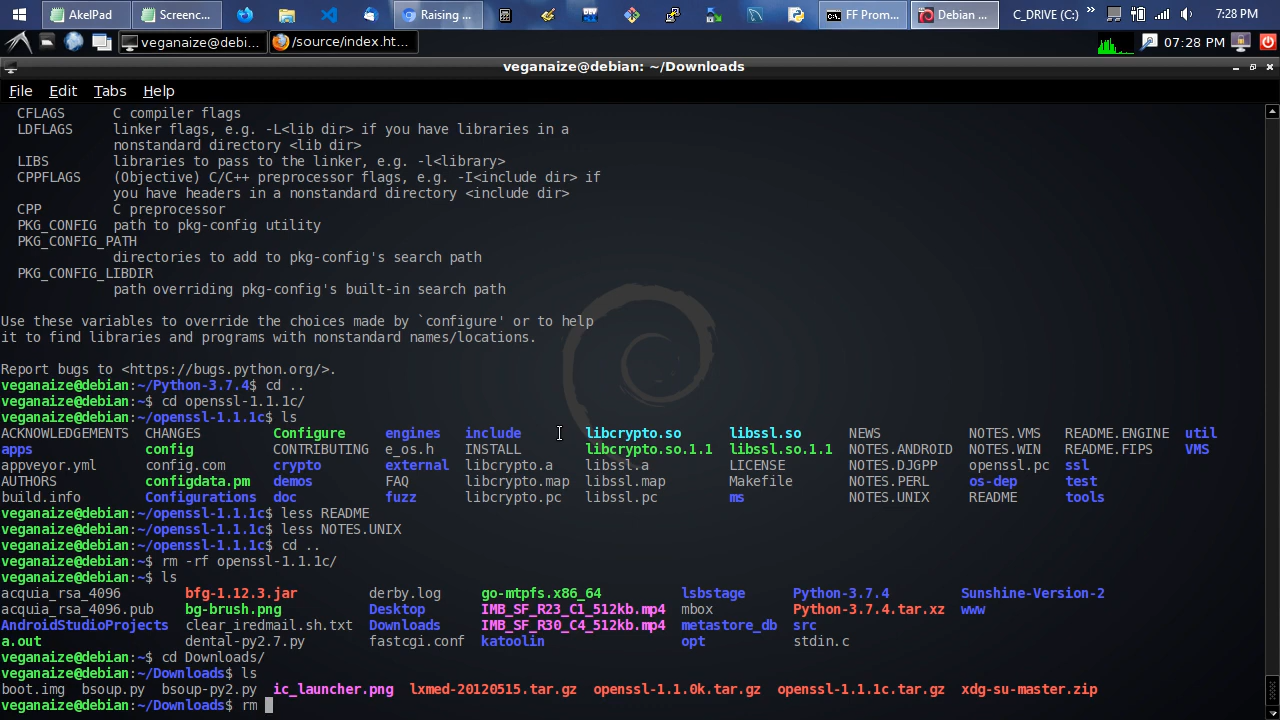 AkelPad Screenc... Raising ... FF Prom... Debian ... C_DRIVE (C:) » 7:28 PM
veganaize@debi... /source/index.ht... 07:28 PM
veganaize@debian: ~/Downloads
File Edit Tabs Help
CFLAGS C compiler flags
LDFLAGS linker flags, e.g. -L<lib dir> if you have libraries in a
nonstandard directory <lib dir>
LIBS libraries to pass to the linker, e.g. -l<library>
CPPFLAGS (Objective) C/C++ preprocessor flags, e.g. -I<include dir> if
you have headers in a nonstandard directory <include dir>
CPP C preprocessor
PKG_CONFIG path to pkg-config utility
PKG_CONFIG_PATH
directories to add to pkg-config's search path
PKG_CONFIG_LIBDIR
path overriding pkg-config's built-in search path
Use these variables to override the choices made by `configure' or to help
it to find libraries and programs with nonstandard names/locations.
Report bugs to <https://bugs.python.org/>.
veganaize@debian:~/Python-3.7.4$ cd ..
veganaize@debian:~$ cd openssl-1.1.1c/
veganaize@debian:~/openssl-1.1.1c$ ls
ACKNOWLEDGEMENTS CHANGES Configure engines include libcrypto.so libssl.so NEWS NOTES.VMS README.ENGINE util
apps config CONTRIBUTING e_os.h INSTALL libcrypto.so.1.1 libssl.so.1.1 NOTES.ANDROID NOTES.WIN README.FIPS VMS
appveyor.yml config.com crypto external libcrypto.a libssl.a LICENSE NOTES.DJGPP openssl.pc ssl
AUTHORS configdata.pm demos FAQ libcrypto.map libssl.map Makefile NOTES.PERL os-dep test
build.info Configurations doc fuzz libcrypto.pc libssl.pc ms NOTES.UNIX README tools
veganaize@debian:~/openssl-1.1.1c$ less README
veganaize@debian:~/openssl-1.1.1c$ less NOTES.UNIX
veganaize@debian:~/openssl-1.1.1c$ cd ..
veganaize@debian:~$ rm -rf openssl-1.1.1c/
veganaize@debian:~$ ls
acquia_rsa_4096 bfg-1.12.3.jar derby.log go-mtpfs.x86_64 lsbstage Python-3.7.4 Sunshine-Version-2
acquia_rsa_4096.pub bg-brush.png Desktop IMB_SF_R23_C1_512kb.mp4 mbox Python-3.7.4.tar.xz www
AndroidStudioProjects clear_iredmail.sh.txt Downloads IMB_SF_R30_C4_512kb.mp4 metastore_db src
a.out dental-py2.7.py fastcgi.conf katoolin opt stdin.c
veganaize@debian:~$ cd Downloads/
veganaize@debian:~/Downloads$ ls
boot.img bsoup.py bsoup-py2.py ic_launcher.png lxmed-20120515.tar.gz openssl-1.1.0k.tar.gz openssl-1.1.1c.tar.gz xdg-su-master.zip
veganaize@debian:~/Downloads$ rm